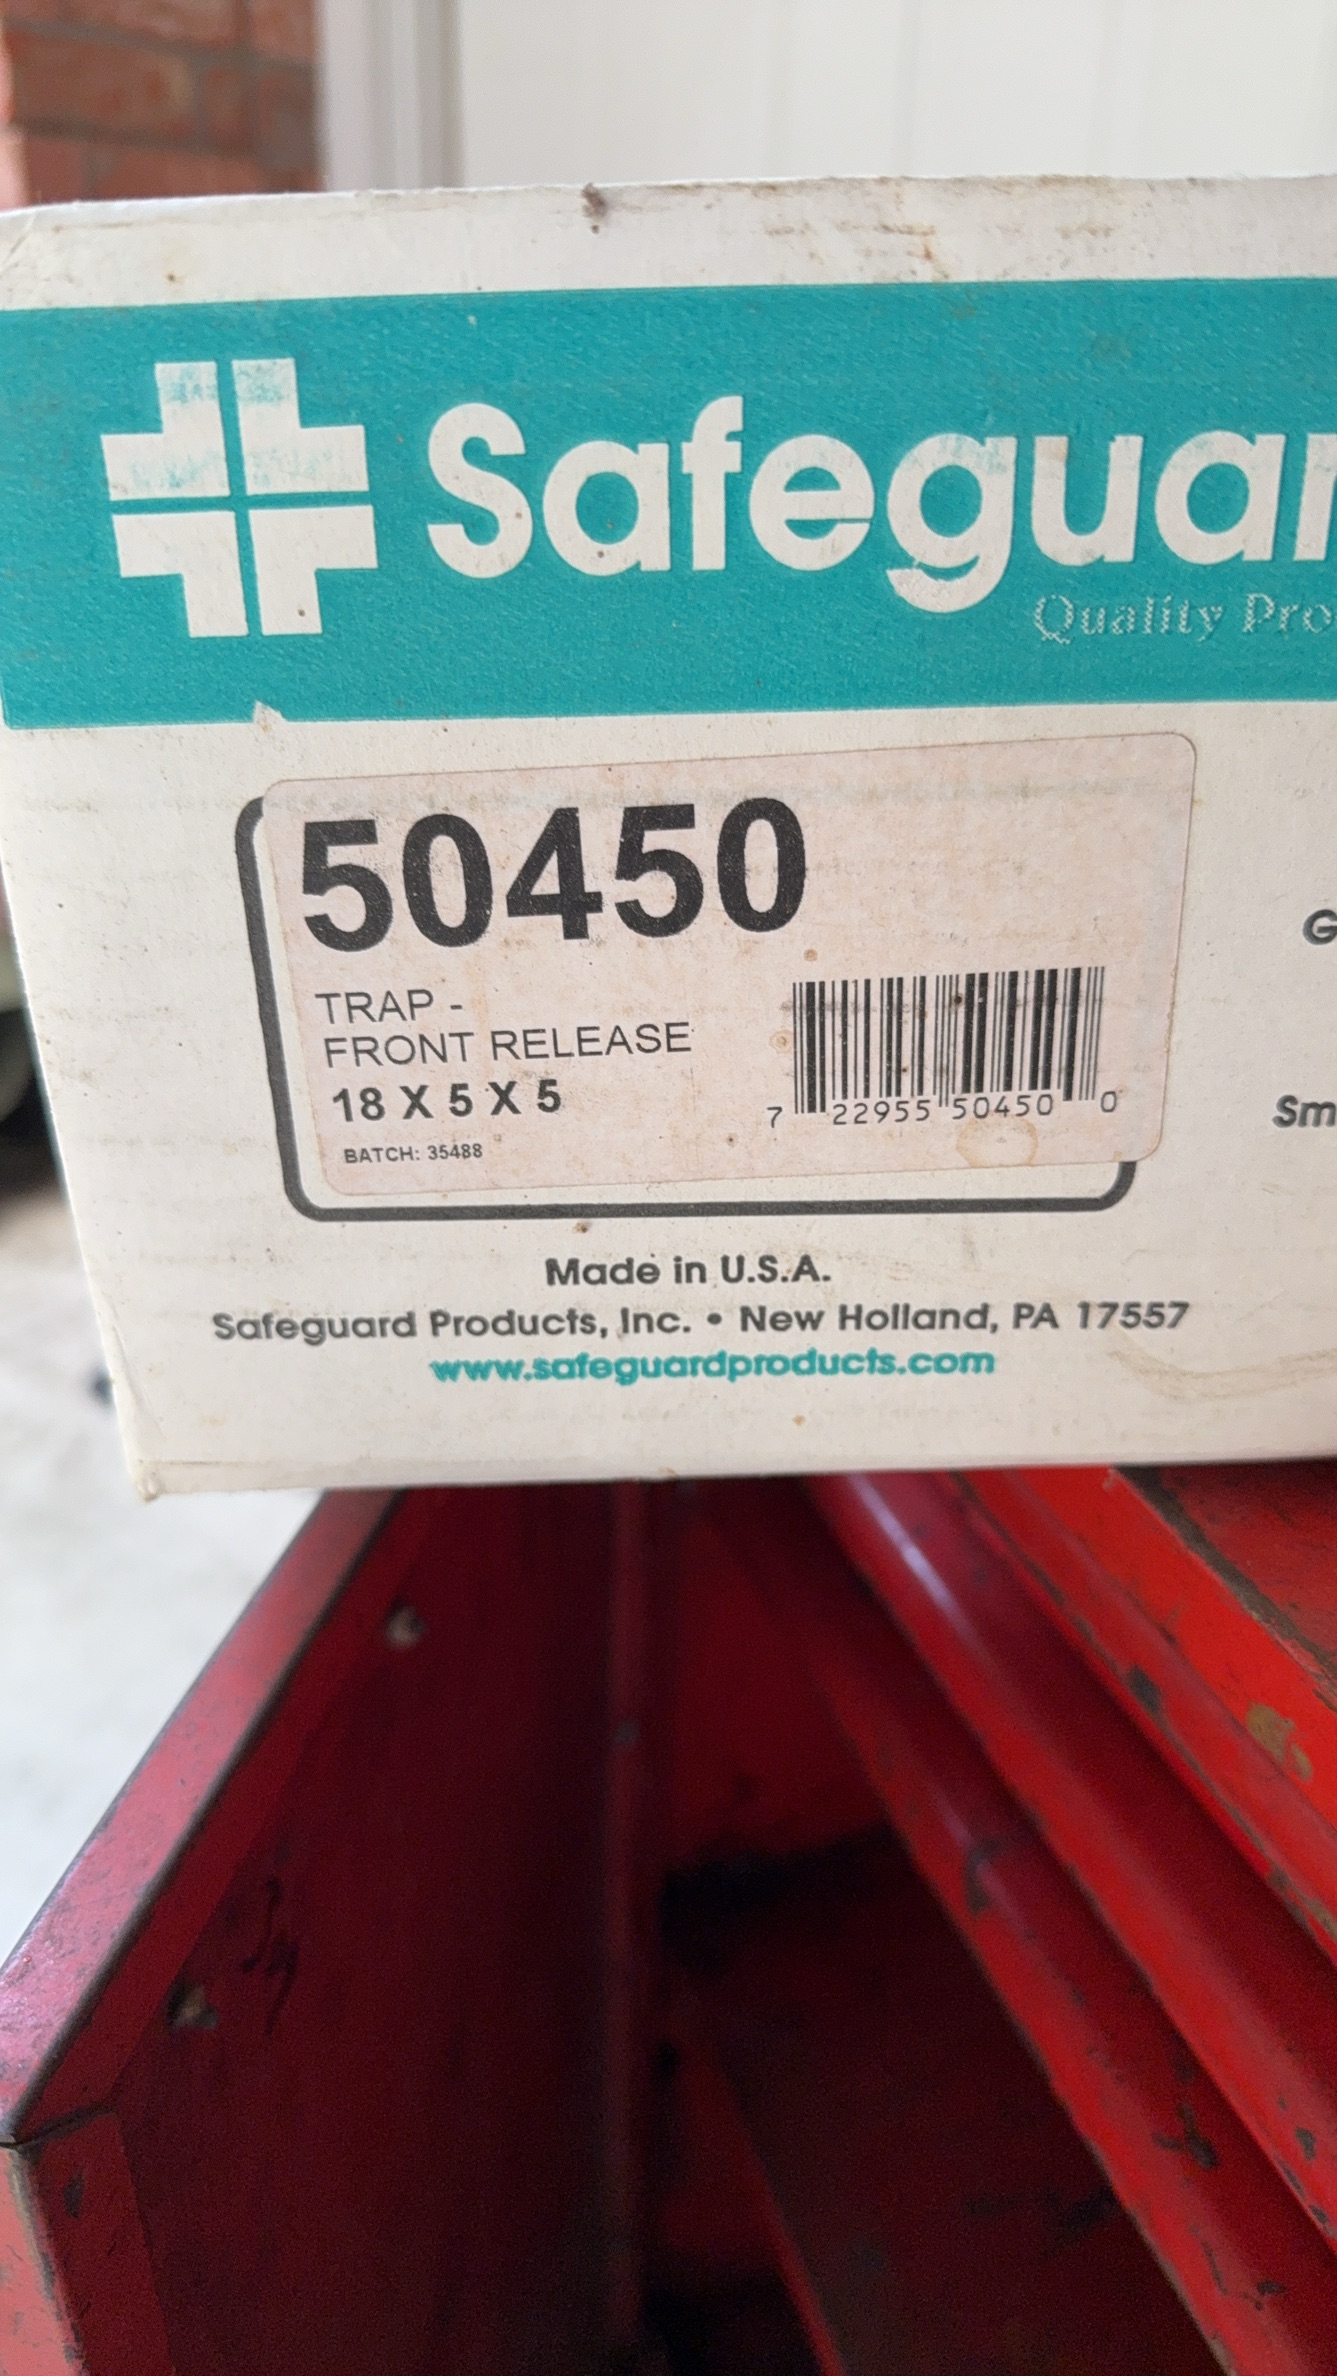 Safeguar
Quality Pro
50450
TRAP -
FRONT RELEASE
18 X 5 X 5
BATCH: 35488
7 22955 50450 0
G
Sm
Made in U.S.A.
Safeguard Products, Inc. • New Holland, PA 17557
www.safeguardproducts.com